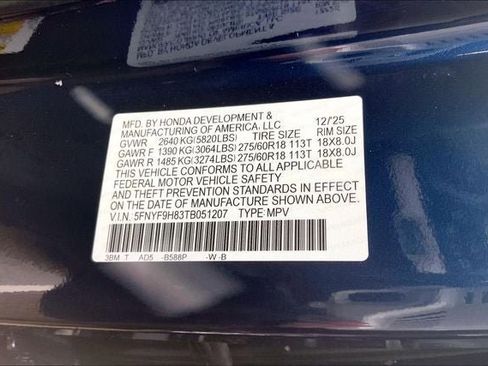 MFD BY HONDA DEVELOPMENT &
MANUFACTURING OF AMERICA, LLC 12/'25
GVWR 2640 KG(5820LBS) TIRE SIZE RIM SIZE
GAWR F 1390 KG(3064LBS) 275/60R18 113T 18X8.0J
GAWR R 1485 KG(3274LBS) 275/60R18 113T 18X8.0J
THIS VEHICLE CONFORMS TO ALL APPLICABLE
FEDERAL MOTOR VEHICLE SAFETY
AND THEFT PREVENTION STANDARDS IN EFFECT
ON THE DATE OF MANUFACTURE SHOWN ABOVE.
V.I.N. 5FNYF9H83TB051207 TYPE: MPV
3BM T AD5 -B588P -W -B